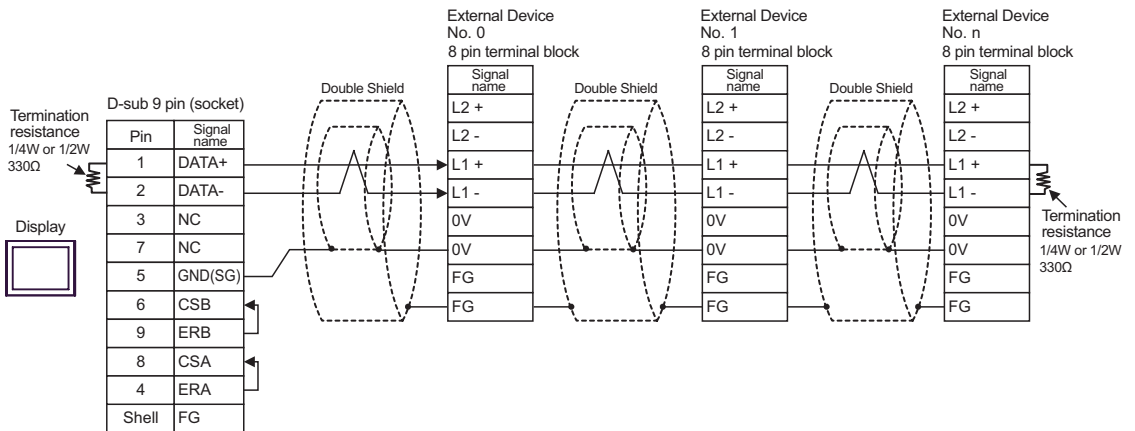 External Device
No. 0
8 pin terminal block
External Device
No. 1
8 pin terminal block
External Device
No. n
8 pin terminal block
Termination
resistance
1/4W or 1/2W
330Ω
Display
D-sub 9 pin (socket)
Pin Signal name
1 DATA+
2 DATA-
3 NC
7 NC
5 GND(SG)
6 CSB
9 ERB
8 CSA
4 ERA
Shell FG
Double Shield
Signal
name
L2 +
L2 -
L1 +
L1 -
0V
0V
FG
FG
Double Shield
Signal
name
L2 +
L2 -
L1 +
L1 -
0V
0V
FG
FG
Double Shield
Signal
name
L2 +
L2 -
L1 +
L1 -
0V
0V
FG
FG
Termination
resistance
1/4W or 1/2W
330Ω